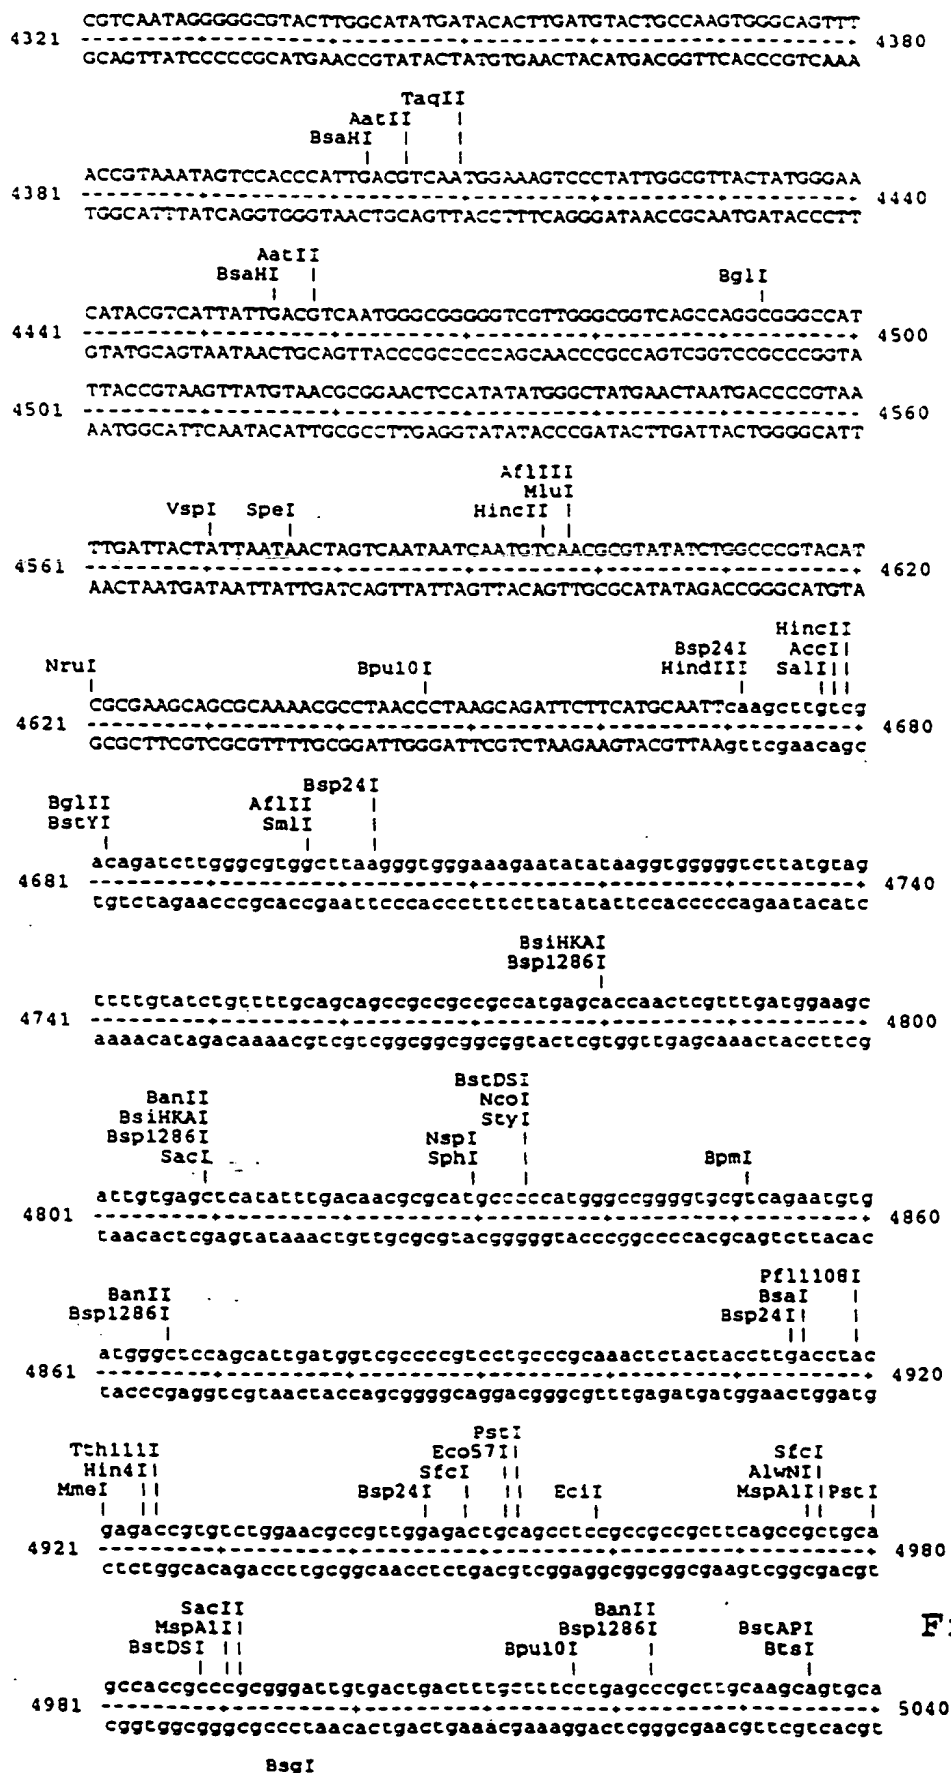 CGTCAATAGGGGGCGTACTTGGCATATGATACACTTGATGTACTGCCAAGTGGGCAGTTT
4321 ---------+---------+---------+---------+---------+---------+ 4380
GCAGTTATCCCCCGCATGAACCGTATACTATGTGAACTACATGACGGTTCACCCGTCAAA
TaqII
AatII |
BsaHI | |
| | |
ACCGTAAATAGTCCACCCATTGACGTCAATGGAAAGTCCCTATTGGCGTTACTATGGGAA
4381 ---------+---------+---------+---------+---------+---------+ 4440
TGGCATTTATCAGGTGGGTAACTGCAGTTACCTTTCAGGGATAACCGCAATGATACCCTT
AatII
BsaHI | BglI
| | |
CATACGTCATTATTGACGTCAATGGGCGGGGGTCGTTGGGCGGTCAGCCAGGCGGGCCAT
4441 ---------+---------+---------+---------+---------+---------+ 4500
GTATGCAGTAATAACTGCAGTTACCCGCCCCCAGCAACCCGCCAGTCGGTCCGCCCGGTA
TTACCGTAAGTTATGTAACGCGGAACTCCATATATGGGCTATGAACTAATGACCCCGTAA
4501 ---------+---------+---------+---------+---------+---------+ 4560
AATGGCATTCAATACATTGCGCCTTGAGGTATATACCCGATACTTGATTACTGGGGCATT
AflIII
MluI
VspI SpeI HincII |
| | | |
TTGATTACTATTAATAACTAGTCAATAATCAATGTCAACGCGTATATCTGGCCCGTACAT
4561 ---------+---------+---------+---------+---------+---------+ 4620
AACTAATGATAATTATTGATCAGTTATTAGTTACAGTTGCGCATATAGACCGGGCATGTA
HincII
Bsp24I AccI|
NruI Bpu10I HindIII SalI||
| | | |||
CGCGAAGCAGCGCAAAACGCCTAACCCTAAGCAGATTCTTCATGCAATTCaagcttgtcg
4621 ---------+---------+---------+---------+---------+---------+ 4680
GCGCTTCGTCGCGTTTTGCGGATTGGGATTCGTCTAAGAAGTACGTTAAGttcgaacagc
Bsp24I
BglII AflII |
BstYI SmlI |
| | |
acagatcttgggcgtggcttaagggtgggaaagaatatataaggtgggggtcttatgtag
4681 ---------+---------+---------+---------+---------+---------+ 4740
tgtctagaacccgcaccgaattcccaccctttcttatatattccacccccagaatacatc
BsiHKAI
Bsp1286I
|
ttttgtatctgttttgcagcagccgccgccgccatgagcaccaactcgtttgatggaagc
4741 ---------+---------+---------+---------+---------+---------+ 4800
aaaacatagacaaaacgtcgtcggcggcggcggtactcgtggttgagcaaactaccttcg
BstDSI
BanII NcoI
BsiHKAI StyI
Bsp1286I NspI |
SacI SphI | BpmI
| | | |
attgtgagctcatatttgacaacgcgcatgcccccatgggccggggtgcgtcagaatgtg
4801 ---------+---------+---------+---------+---------+---------+ 4860
taacactcgagtataaactgttgcgcgtacgggggtacccggccccacgcagtcttacac
Pfl1108I
BanII BsaI |
Bsp1286I Bsp24I| |
| || |
atgggctccagcattgatggtcgccccgtcctgcccgcaaactctactaccttgacctac
4861 ---------+---------+---------+---------+---------+---------+ 4920
tacccgaggtcgtaactaccagcggggcaggacgggcgtttgagatgatggaactggatg
PstI
Tth111I Eco57I| SfcI
Hin4I| SfcI || AlwNI|
MmeI || Bsp24I | || EciI MspA1I||PstI
| || | | || | || |
gagaccgtgtctggaacgccgttggagactgcagcctccgccgccgcttcagccgctgca
4921 ---------+---------+---------+---------+---------+---------+ 4980
ctctggcacagaccttgcggcaacctctgacgtcggaggcggcggcgaagtcggcgacgt
SacII BanII
MspA1I| Bsp1286I BstAPI
BstDSI || Bpu10I | BtsI
| || | | |
gccaccgcccgcgggattgtgactgactttgctttcctgagcccgcttgcaagcagtgca
4981 ---------+---------+---------+---------+---------+---------+ 5040
cggtggcgggcgccctaacactgactgaaacgaaaggactcgggcgaacgttcgtcacgt
BsgI